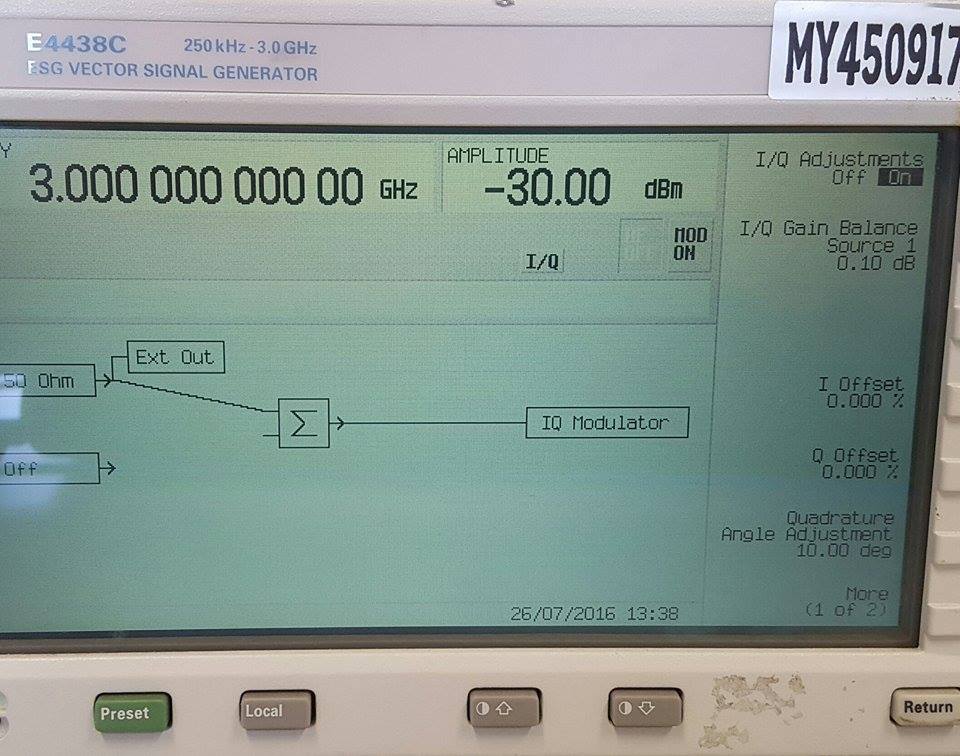 E4438C 250 kHz - 3.0 GHz
ESG VECTOR SIGNAL GENERATOR
MY450917
Y
3.000 000 000 00 GHz
AMPLITUDE
-30.00 dBm
I/Q
MOD
ON
I/Q Adjustments
Off On
I/Q Gain Balance
Source 1
0.10 dB
Ext Out
50 Ohm
Σ
IQ Modulator
Off
I Offset
0.000 %
Q Offset
0.000 %
Quadrature
Angle Adjustment
10.00 deg
More
(1 of 2)
26/07/2016 13:38
Preset
Local
Return